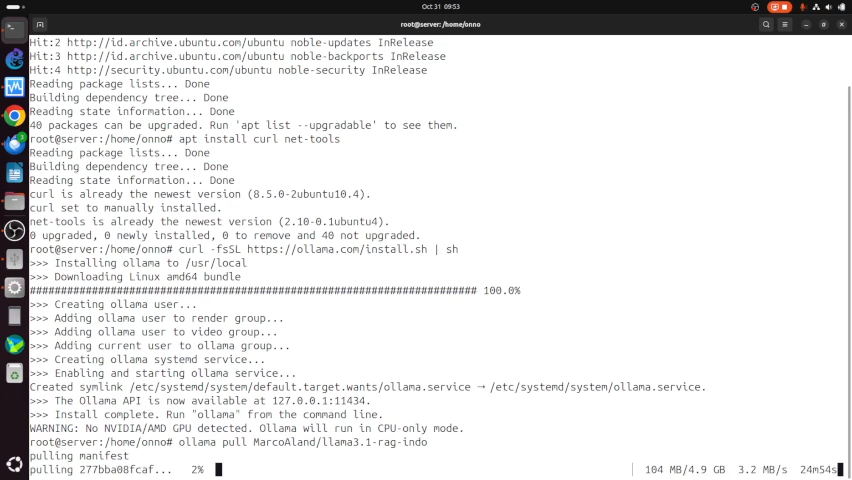 Oct 31 09:53
root@server: /home/onno
Hit:2 http://id.archive.ubuntu.com/ubuntu noble-updates InRelease
Hit:3 http://id.archive.ubuntu.com/ubuntu noble-backports InRelease
Hit:4 http://security.ubuntu.com/ubuntu noble-security InRelease
Reading package lists... Done
Building dependency tree... Done
Reading state information... Done
40 packages can be upgraded. Run 'apt list --upgradable' to see them.
root@server:/home/onno# apt install curl net-tools
Reading package lists... Done
Building dependency tree... Done
Reading state information... Done
curl is already the newest version (8.5.0-2ubuntu10.4).
curl set to manually installed.
net-tools is already the newest version (2.10-0.1ubuntu4).
0 upgraded, 0 newly installed, 0 to remove and 40 not upgraded.
root@server:/home/onno# curl -fsSL https://ollama.com/install.sh | sh
>>> Installing ollama to /usr/local
>>> Downloading Linux amd64 bundle
######################################################################## 100.0%
>>> Creating ollama user...
>>> Adding ollama user to render group...
>>> Adding ollama user to video group...
>>> Adding current user to ollama group...
>>> Creating ollama systemd service...
>>> Enabling and starting ollama service...
Created symlink /etc/systemd/system/default.target.wants/ollama.service → /etc/systemd/system/ollama.service.
>>> The Ollama API is now available at 127.0.0.1:11434.
>>> Install complete. Run "ollama" from the command line.
WARNING: No NVIDIA/AMD GPU detected. Ollama will run in CPU-only mode.
root@server:/home/onno# ollama pull MarcoAland/llama3.1-rag-indo
pulling manifest
pulling 277bba08fcaf... 2% 104 MB/4.9 GB 3.2 MB/s 24m54s